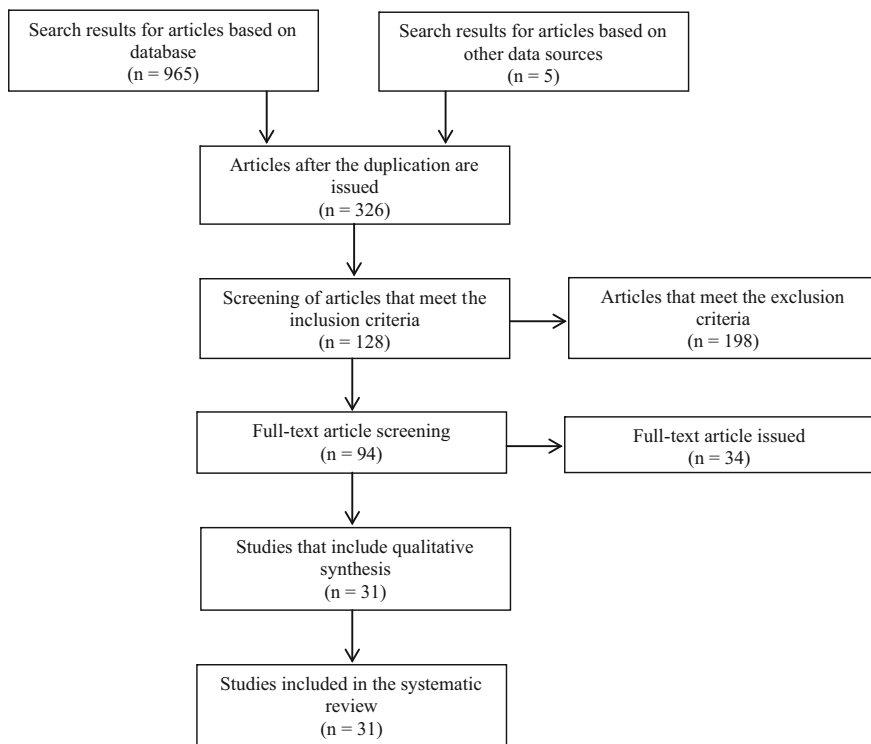 Search results for articles based on
database
(n = 965)
Search results for articles based on
other data sources
(n = 5)
Articles after the duplication are
issued
(n = 326)
Screening of articles that meet the
inclusion criteria
(n = 128)
Articles that meet the exclusion
criteria
(n = 198)
Full-text article screening
(n = 94)
Full-text article issued
(n = 34)
Studies that include qualitative
synthesis
(n = 31)
Studies included in the systematic
review
(n = 31)